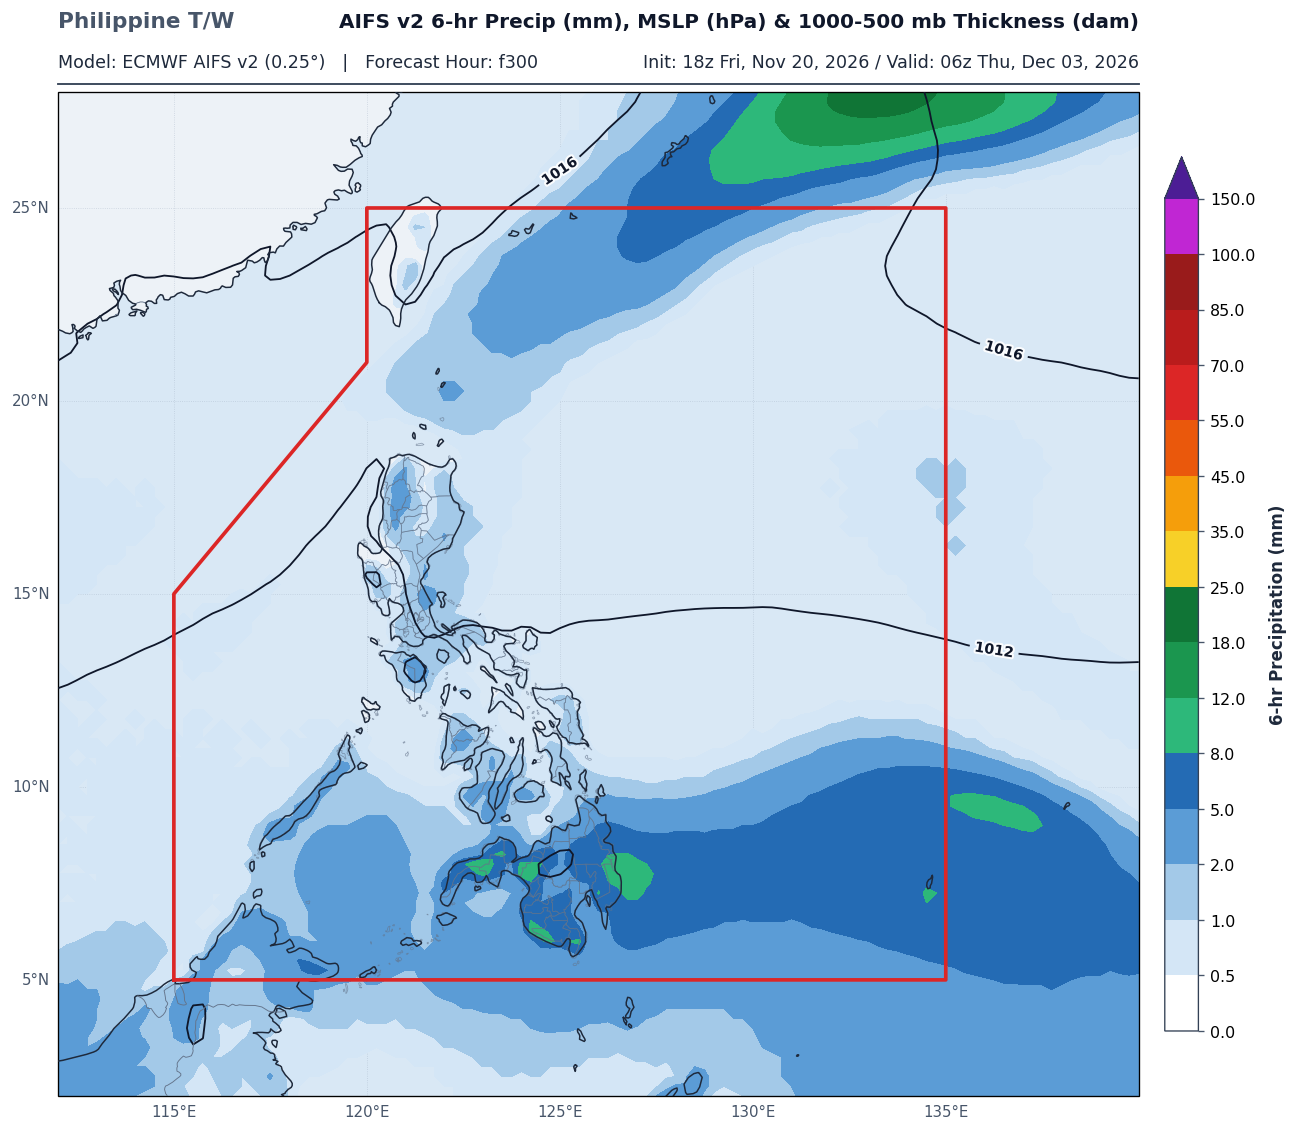 Philippine T/W
AIFS v2 6-hr Precip (mm), MSLP (hPa) & 1000-500 mb Thickness (dam)
Model: ECMWF AIFS v2 (0.25°) | Forecast Hour: f300
Init: 18z Fri, Nov 20, 2026 / Valid: 06z Thu, Dec 03, 2026
1016
1016
1012
25°N
20°N
15°N
10°N
5°N
115°E
120°E
125°E
130°E
135°E
150.0
100.0
85.0
70.0
55.0
45.0
35.0
25.0
18.0
12.0
8.0
5.0
2.0
1.0
0.5
0.0
6-hr Precipitation (mm)